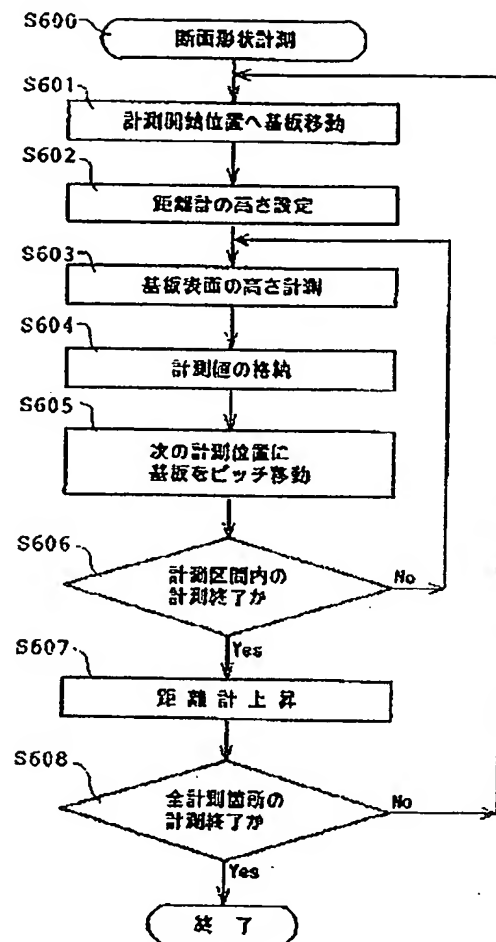 S600
断面形状計測
S601
計測開始位置へ基板移動
S602
距離計の高さ設定
S603
基板表面の高さ計測
S604
計測値の格納
S605
次の計測位置に
基板をピッチ移動
S606
計測区間内の
計測終了か
No
Yes
S607
距離計上昇
S608
全計測箇所の
計測終了か
No
Yes
終了